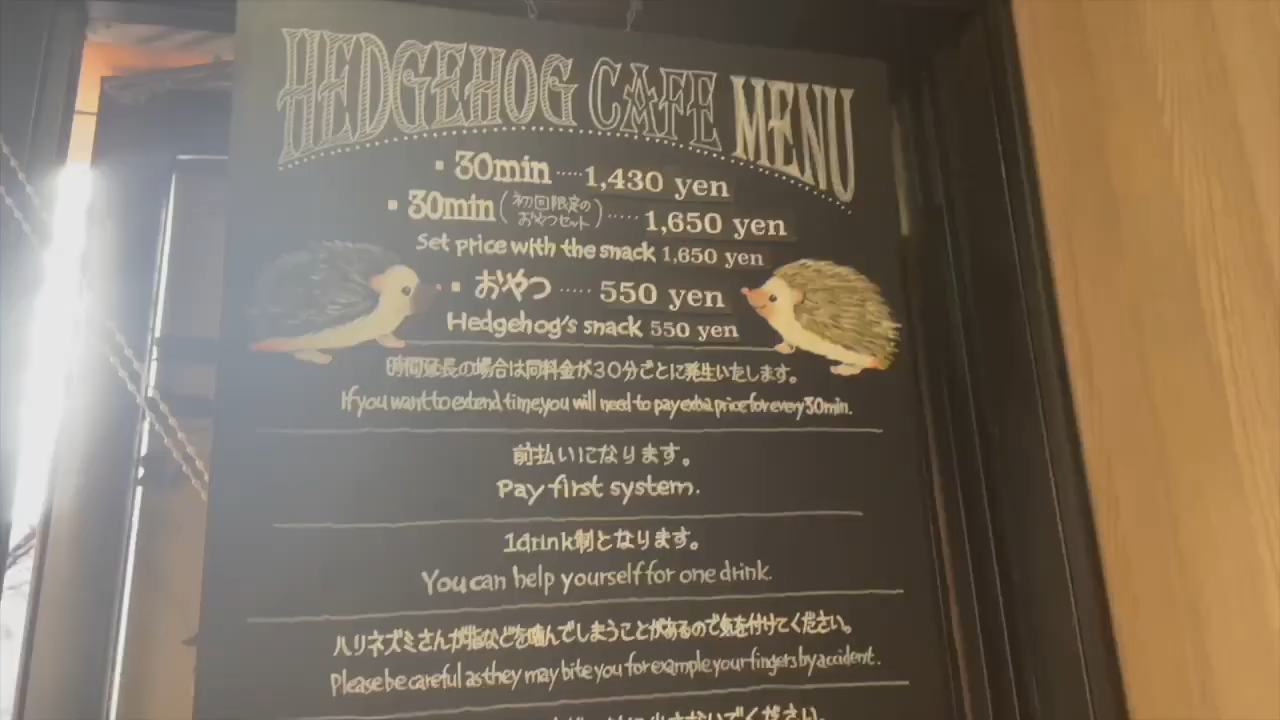 HEDGEHOG CAFE MENU
・30min ····· 1,430 yen
・30min (初回限定のおやつセット) ····· 1,650 yen
Set price with the snack 1,650 yen
・おやつ ····· 550 yen
Hedgehog's snack 550 yen
時間延長の場合は同料金が30分ごとに発生いたします。
If you want to extend time, you will need to pay extra price for every 30min.
前払いになります。
Pay first system.
1drink制となります。
You can help yourself for one drink.
ハリネズミさんが指などを噛んでしまうことがあるので気を付けてください。
Please be careful as they may bite you for example your fingers by accident.